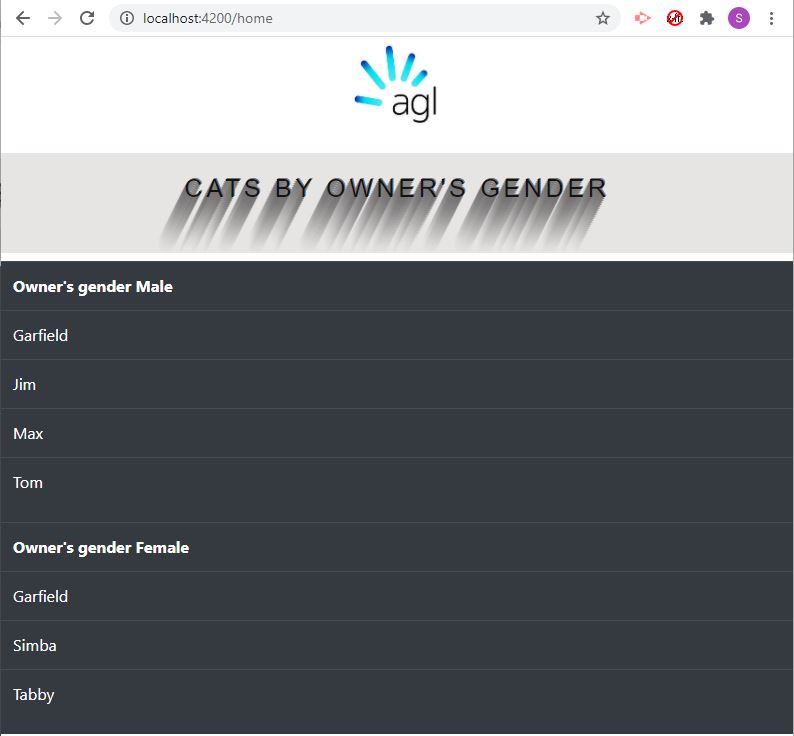 localhost:4200/home
S
agl
CATS BY OWNER'S GENDER
Owner's gender Male
Garfield
Jim
Max
Tom
Owner's gender Female
Garfield
Simba
Tabby